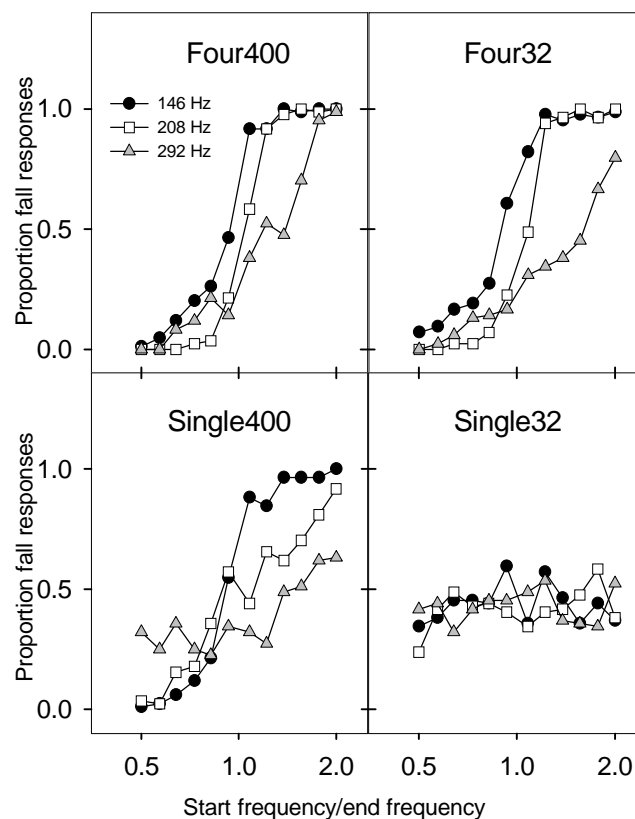 Four400
Four32
146 Hz
208 Hz
292 Hz
Proportion fall responses
1.0
0.5
0.0
Single400
Single32
Proportion fall responses
1.0
0.5
0.0
0.5 1.0 2.0 0.5 1.0 2.0
Start frequency/end frequency